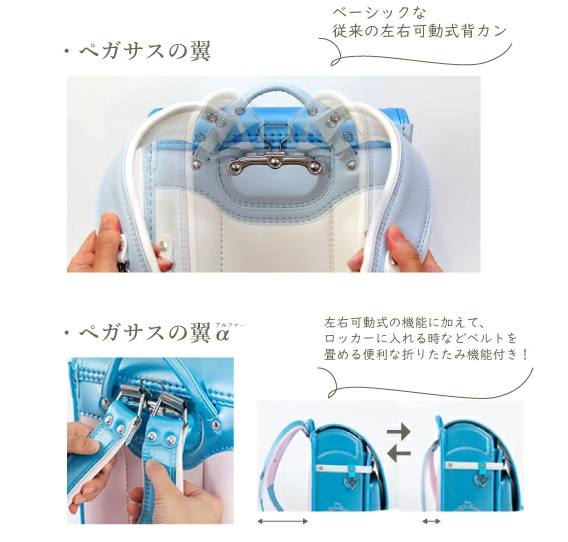 ベーシックな
従来の左右可動式背カン
・ペガサスの翼
・ペガサスの翼α
アルファー
左右可動式の機能に加えて、
ロッカーに入れる時などベルトを
畳める便利な折りたたみ機能付き！